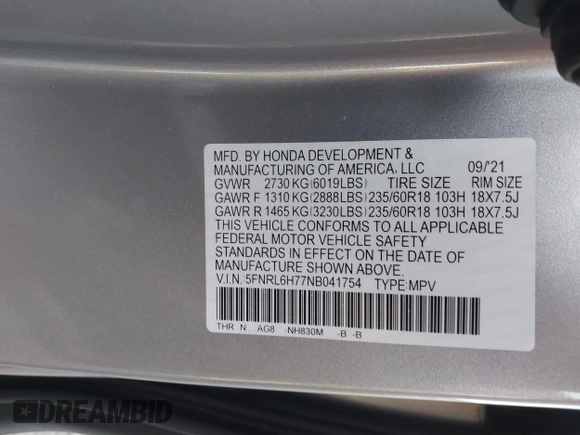 MFD. BY HONDA DEVELOPMENT &
MANUFACTURING OF AMERICA, LLC 09/'21
GVWR 2730 KG(6019LBS) TIRE SIZE RIM SIZE
GAWR F 1310 KG(2888LBS) 235/60R18 103H 18X7.5J
GAWR R 1465 KG(3230LBS) 235/60R18 103H 18X7.5J
THIS VEHICLE CONFORMS TO ALL APPLICABLE
FEDERAL MOTOR VEHICLE SAFETY
STANDARDS IN EFFECT ON THE DATE OF
MANUFACTURE SHOWN ABOVE.
V.I.N. 5FNRL6H77NB041754 TYPE:MPV
THR N AG8 -NH830M -B -B
DREAMBID